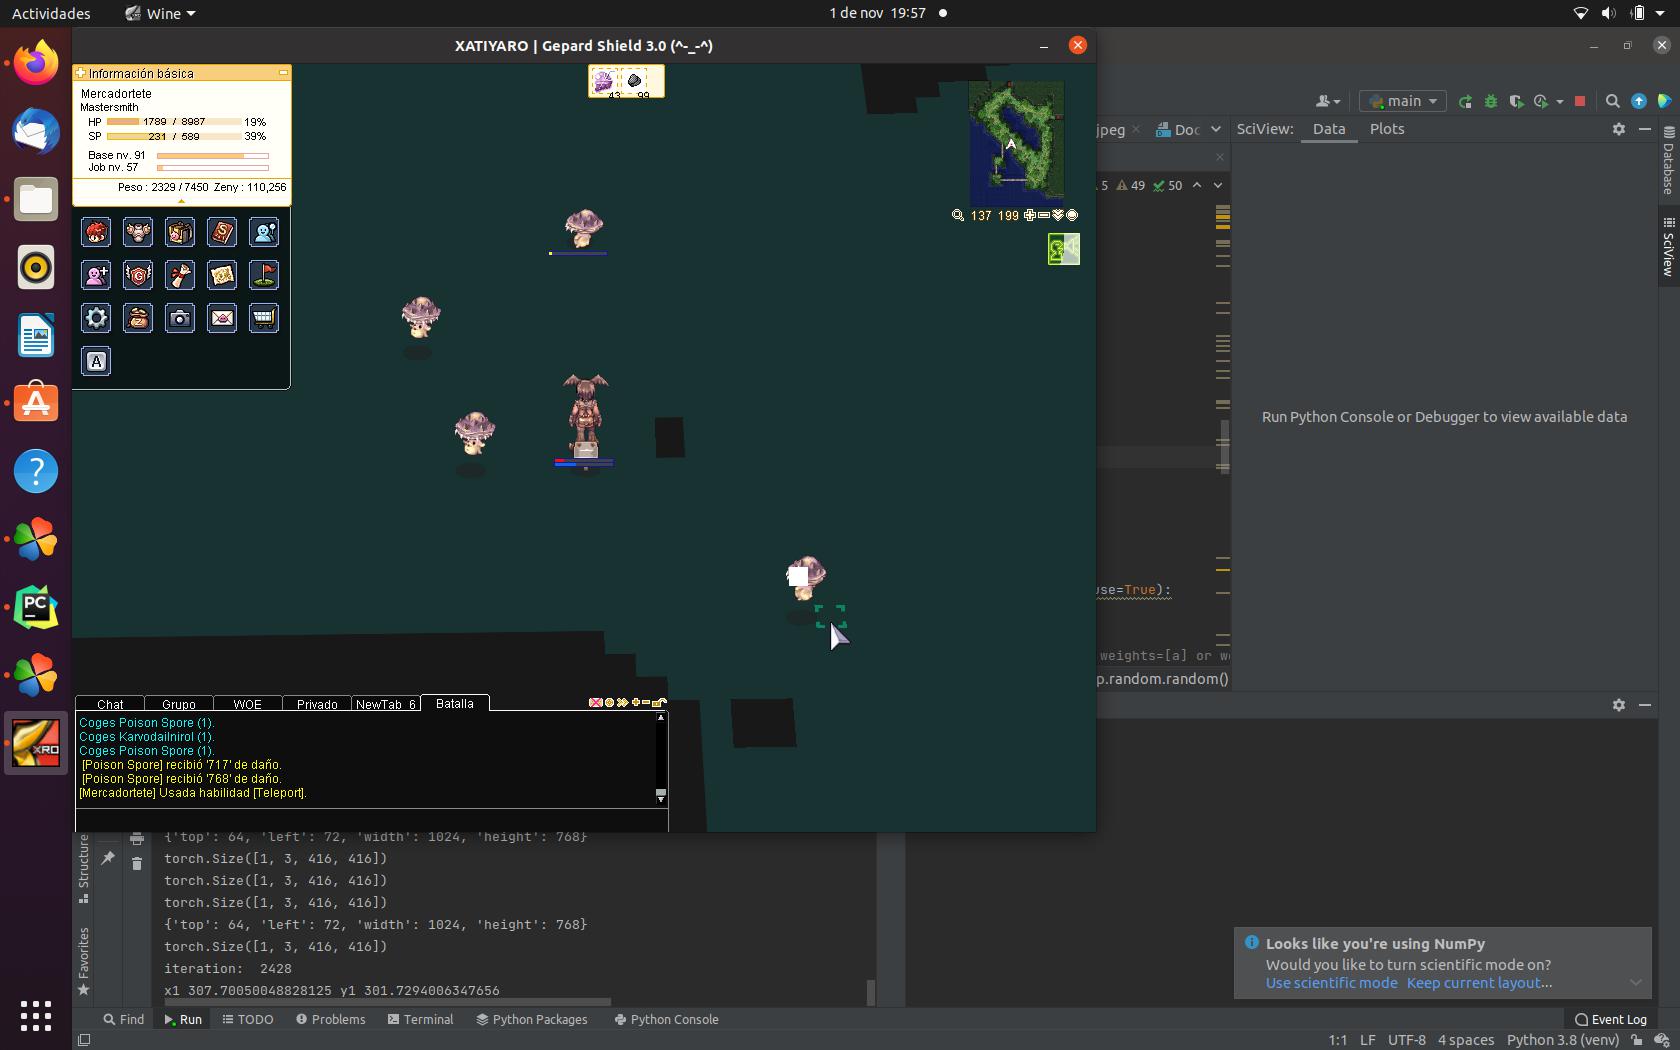 Actividades
Wine
1 de nov 19:57
XATIYARO | Gepard Shield 3.0 (^-_-^)
Información básica
Mercadortete
Mastersmith
HP 1789 / 8987 19%
SP 231 / 589 39%
Base nv. 91
Job nv. 57
Peso : 2329 / 7450 Zeny : 110,256
43 99
137 199
main
jpeg
Doc
SciView: Data Plots
5 49 50
Database
SciView
Run Python Console or Debugger to view available data
use=True):
weights=[a] or we
p.random.random()
Chat Grupo WOE Privado NewTab 6 Batalla
Coges Poison Spore (1).
Coges Karvodailnirol (1).
Coges Poison Spore (1).
[Poison Spore] recibió '717' de daño.
[Poison Spore] recibió '768' de daño.
[Mercadortete] Usada habilidad [Teleport].
{'top': 64, 'left': 72, 'width': 1024, 'height': 768}
torch.Size([1, 3, 416, 416])
torch.Size([1, 3, 416, 416])
torch.Size([1, 3, 416, 416])
{'top': 64, 'left': 72, 'width': 1024, 'height': 768}
torch.Size([1, 3, 416, 416])
iteration: 2428
x1 307.70050048828125 y1 301.7294006347656
Structure
Favorites
Looks like you're using NumPy
Would you like to turn scientific mode on?
Use scientific mode Keep current layout...
Find Run TODO Problems Terminal Python Packages Python Console
Event Log
1:1 LF UTF-8 4 spaces Python 3.8 (venv)
PC
XRO